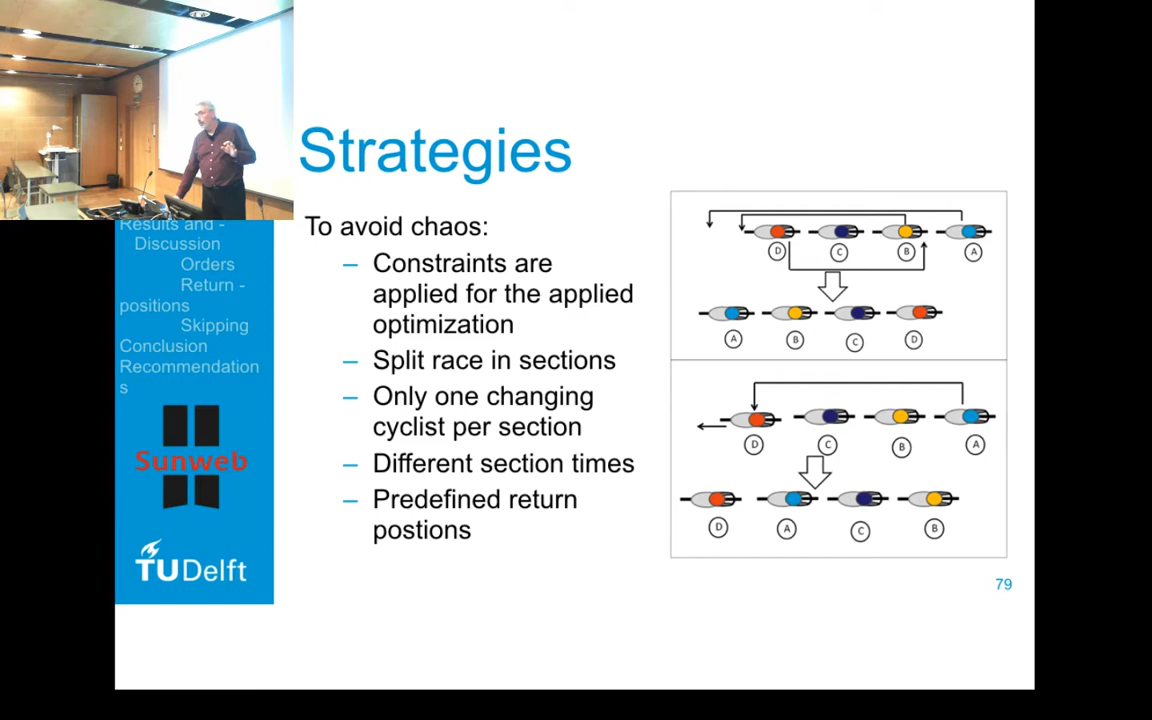 Strategies
To avoid chaos:
– Constraints are
applied for the applied
optimization
– Split race in sections
– Only one changing
cyclist per section
– Different section times
– Predefined return
postions
Results and -
Discussion
Orders
Return -
positions
Skipping
Conclusion
Recommendation
s
Sunweb
TUDelft
D C B A
A B C D
D C B A
D A C B
79